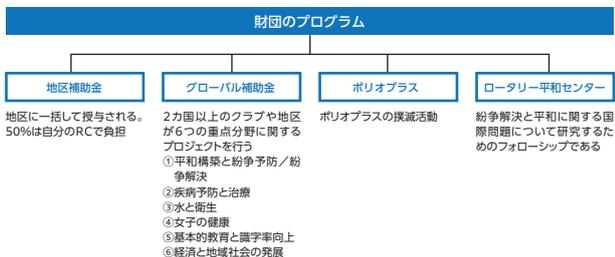 財団のプログラム
地区補助金
地区に一括して授与される。
50%は自分のRCで負担
グローバル補助金
2カ国以上のクラブや地区
が6つの重点分野に関する
プロジェクトを行う
①平和構築と紛争予防／紛
争解決
②疾病予防と治療
③水と衛生
④女子の健康
⑤基本的教育と識字率向上
⑥経済と地域社会の発展
ポリオプラス
ポリオプラスの撲滅活動
ロータリー平和センター
紛争解決と平和に関する国
際問題について研究するた
めのフォローシップである